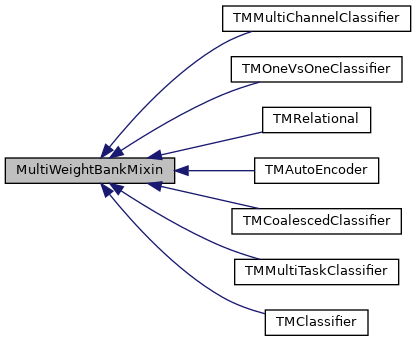 TMMultiChannelClassifier
TMOneVsOneClassifier
TMRelational
MultiWeightBankMixin
TMAutoEncoder
TMCoalescedClassifier
TMMultiTaskClassifier
TMClassifier